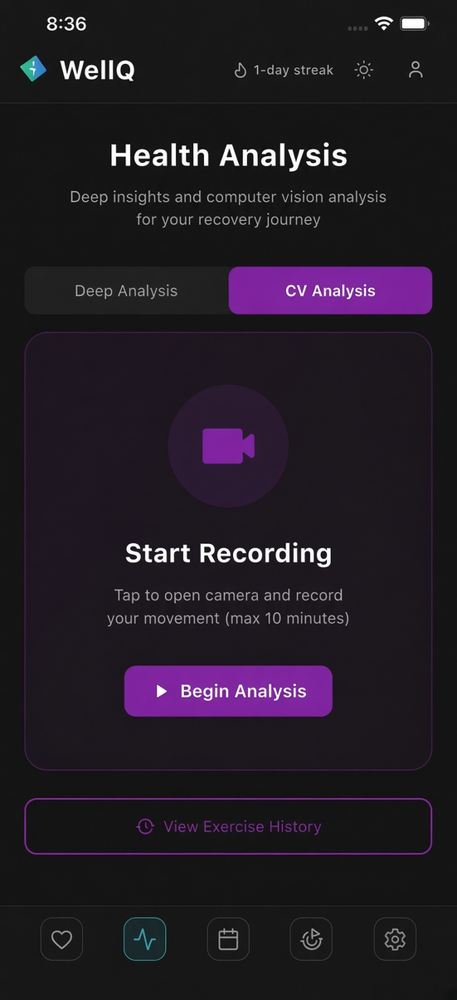 8:36
WellQ
1-day streak
Health Analysis
Deep insights and computer vision analysis
for your recovery journey
Deep Analysis
CV Analysis
Start Recording
Tap to open camera and record
your movement (max 10 minutes)
Begin Analysis
View Exercise History